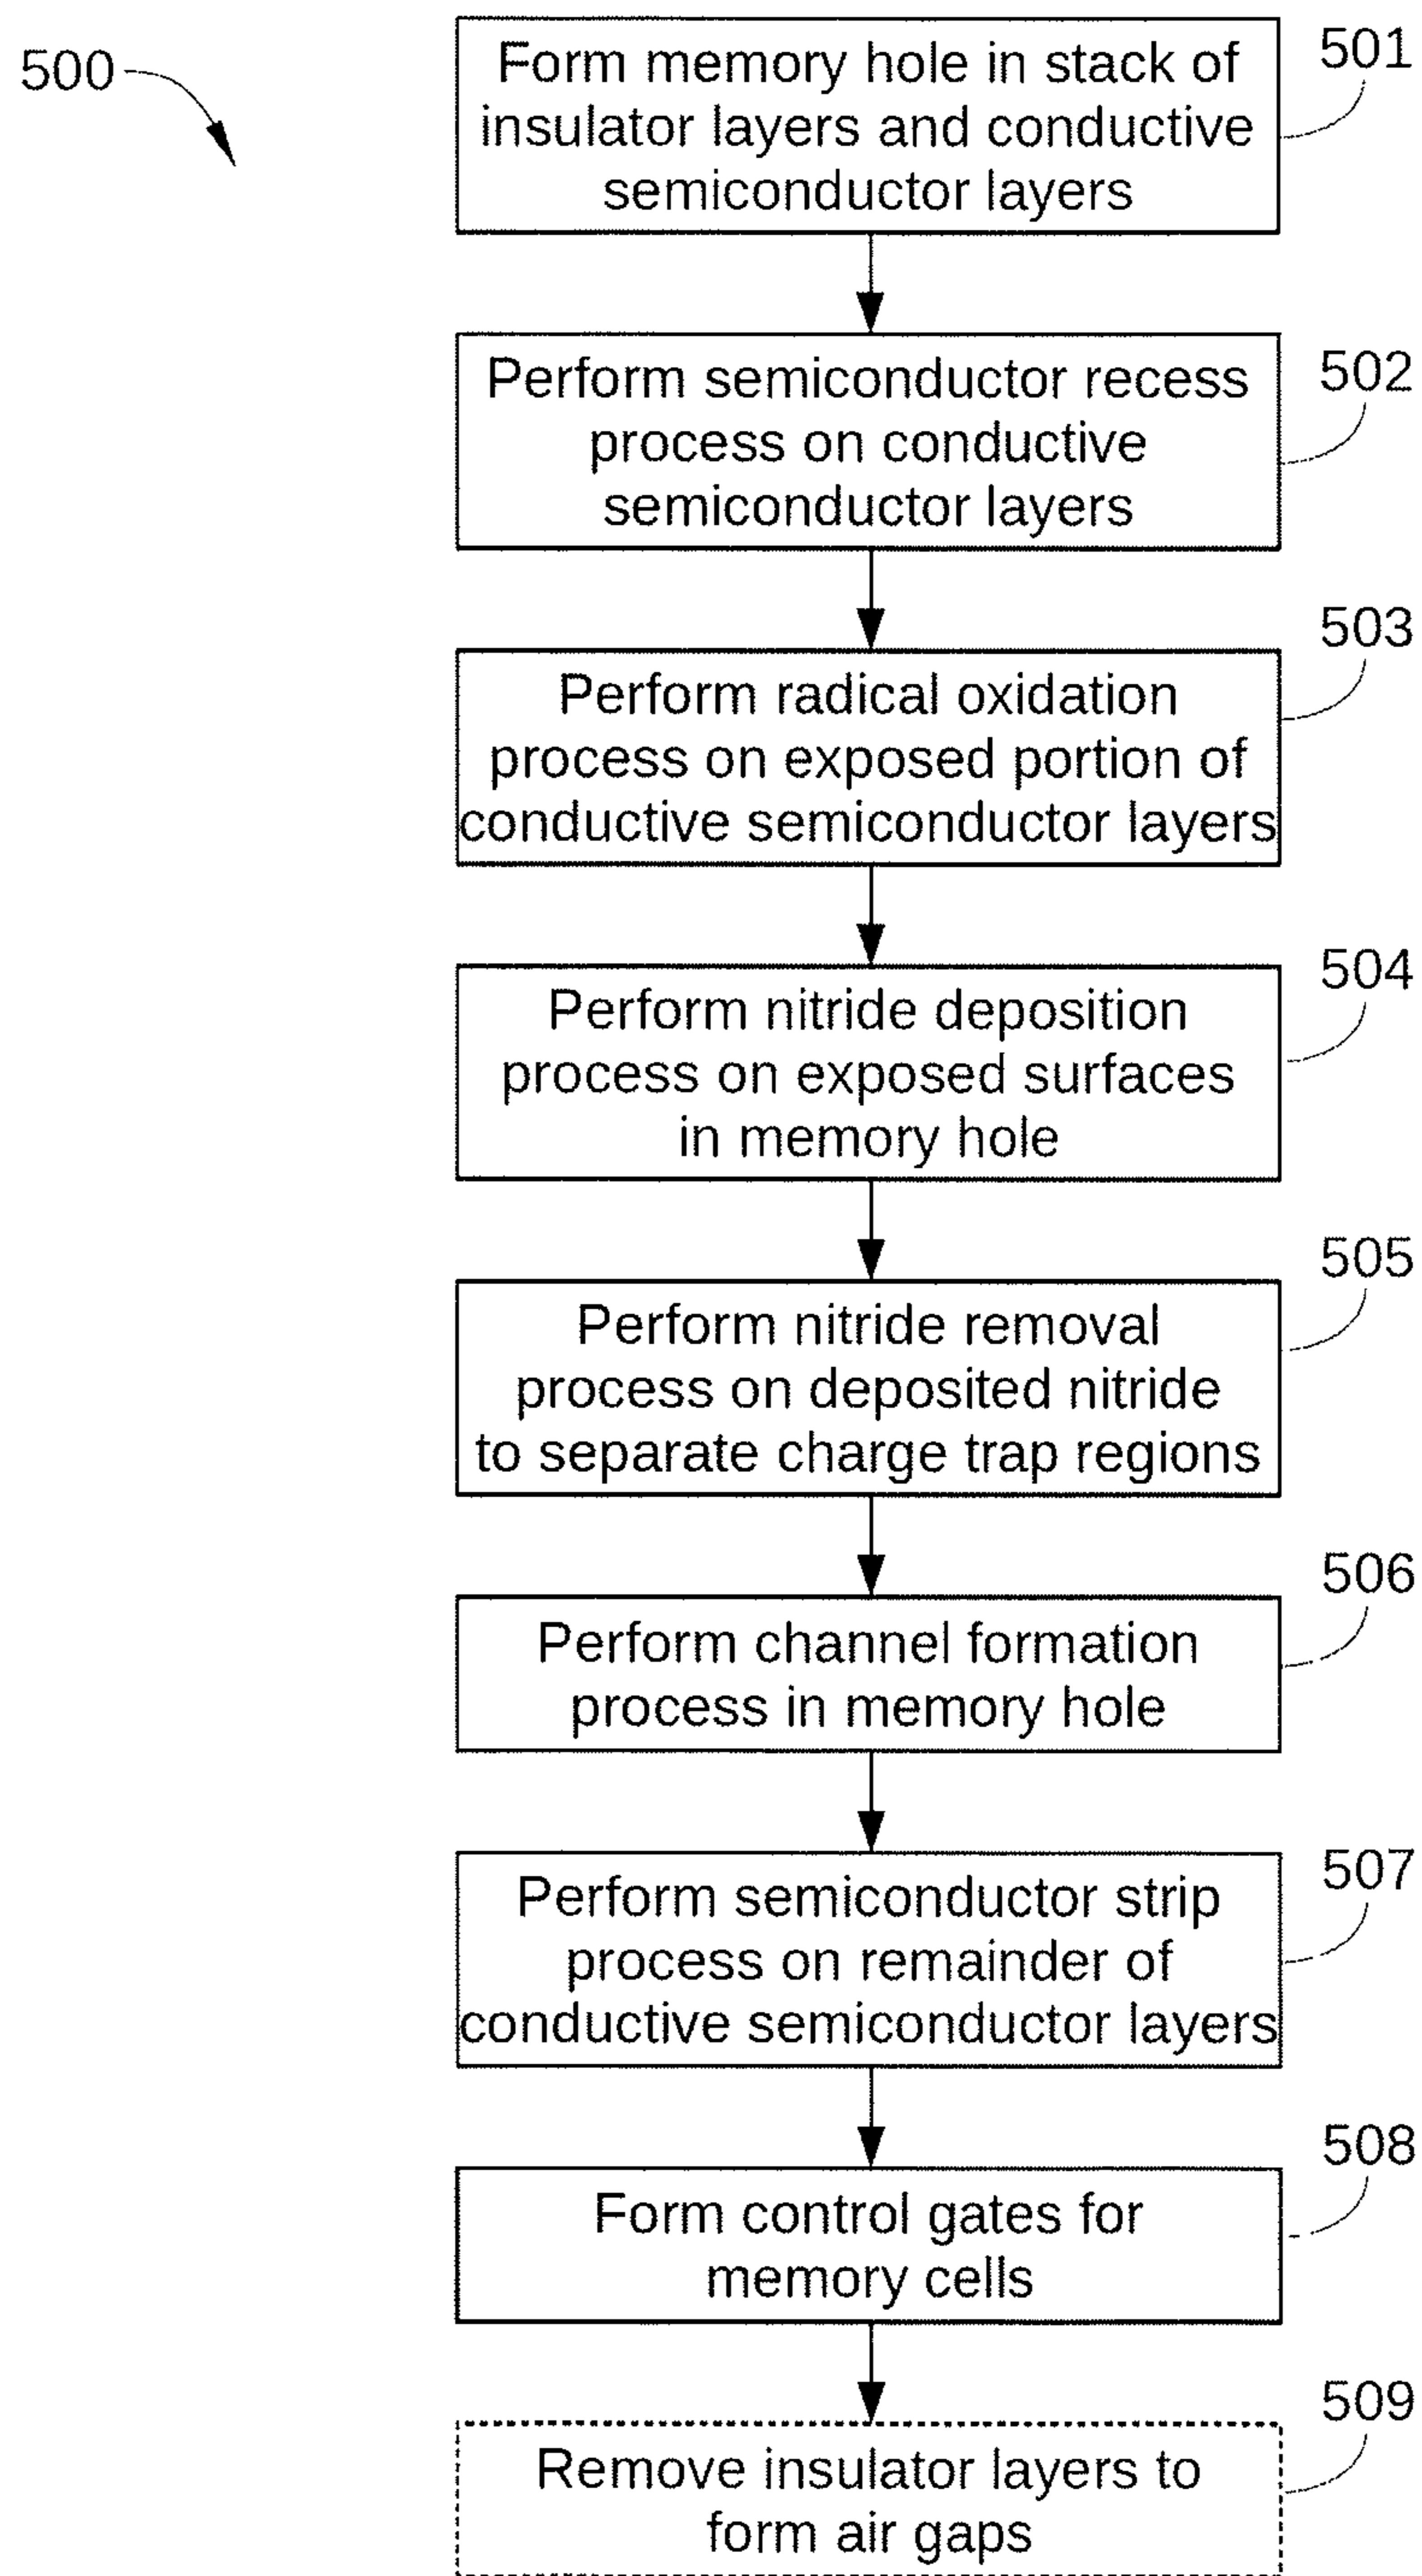 500
501
Form memory hole in stack of
insulator layers and conductive
semiconductor layers
502
Perform semiconductor recess
process on conductive
semiconductor layers
503
Perform radical oxidation
process on exposed portion of
conductive semiconductor layers
504
Perform nitride deposition
process on exposed surfaces
in memory hole
505
Perform nitride removal
process on deposited nitride
to separate charge trap regions
506
Perform channel formation
process in memory hole
507
Perform semiconductor strip
process on remainder of
conductive semiconductor layers
508
Form control gates for
memory cells
509
Remove insulator layers to
form air gaps